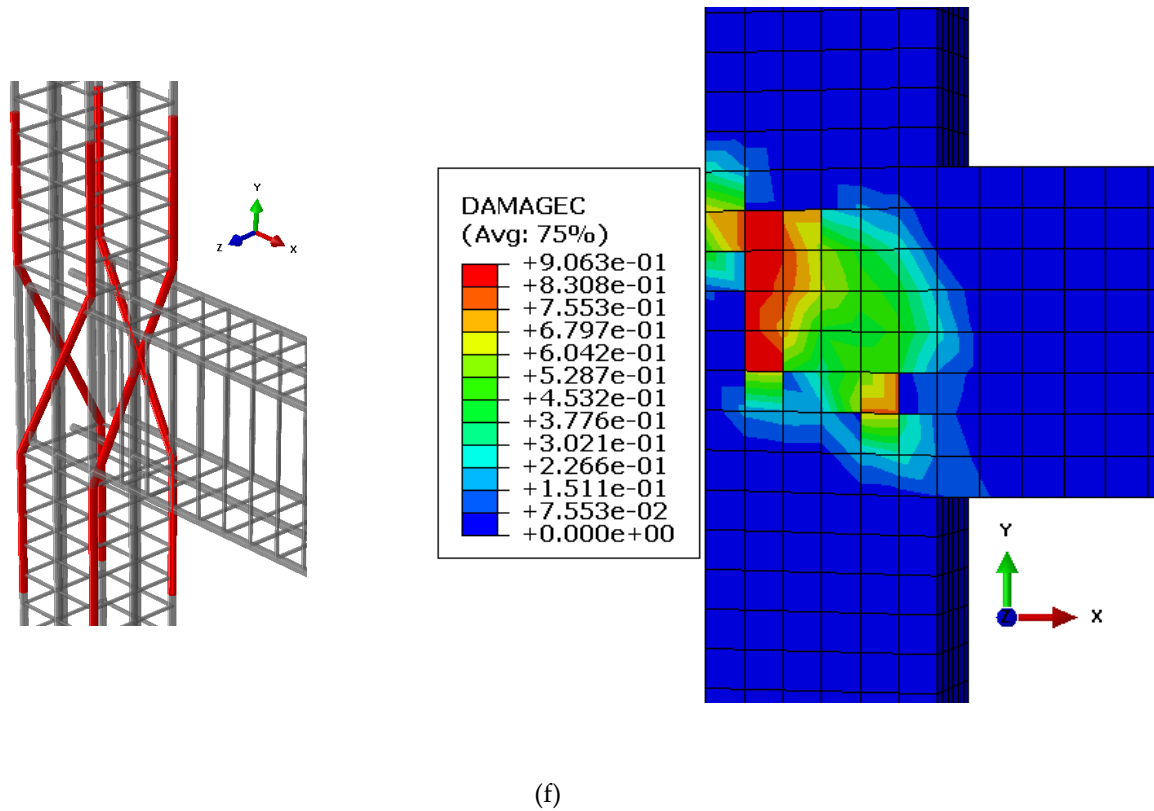 Y
Z
X
DAMAGEC
(Avg: 75%)
+9.063e-01
+8.308e-01
+7.553e-01
+6.797e-01
+6.042e-01
+5.287e-01
+4.532e-01
+3.776e-01
+3.021e-01
+2.266e-01
+1.511e-01
+7.553e-02
+0.000e+00
Y
Z
X
(f)